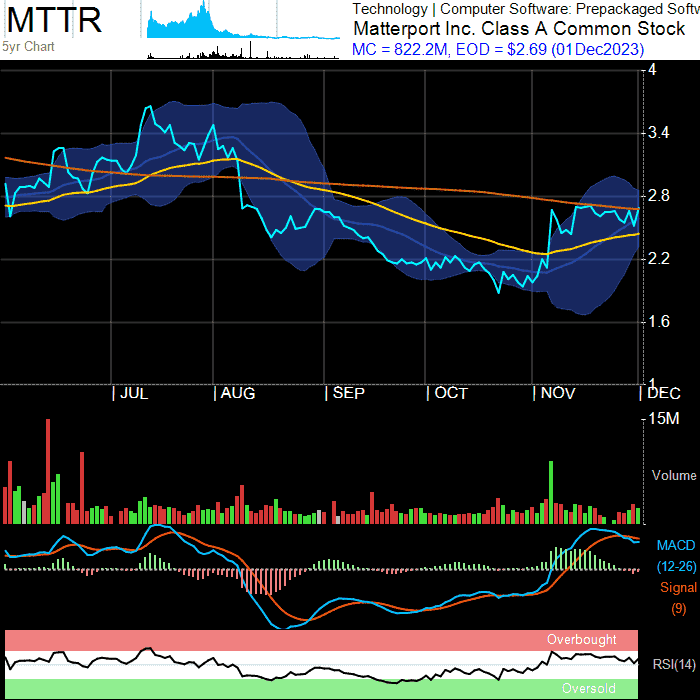 MTTR
5yr Chart
Technology | Computer Software: Prepackaged Softw
Matterport Inc. Class A Common Stock
MC = 822.2M, EOD = $2.69 (01Dec2023)
4
3.4
2.8
2.2
1.6
1
JUL AUG SEP OCT NOV DEC
15M
Volume
MACD
(12-26)
Signal
(9)
Overbought
RSI(14)
Oversold